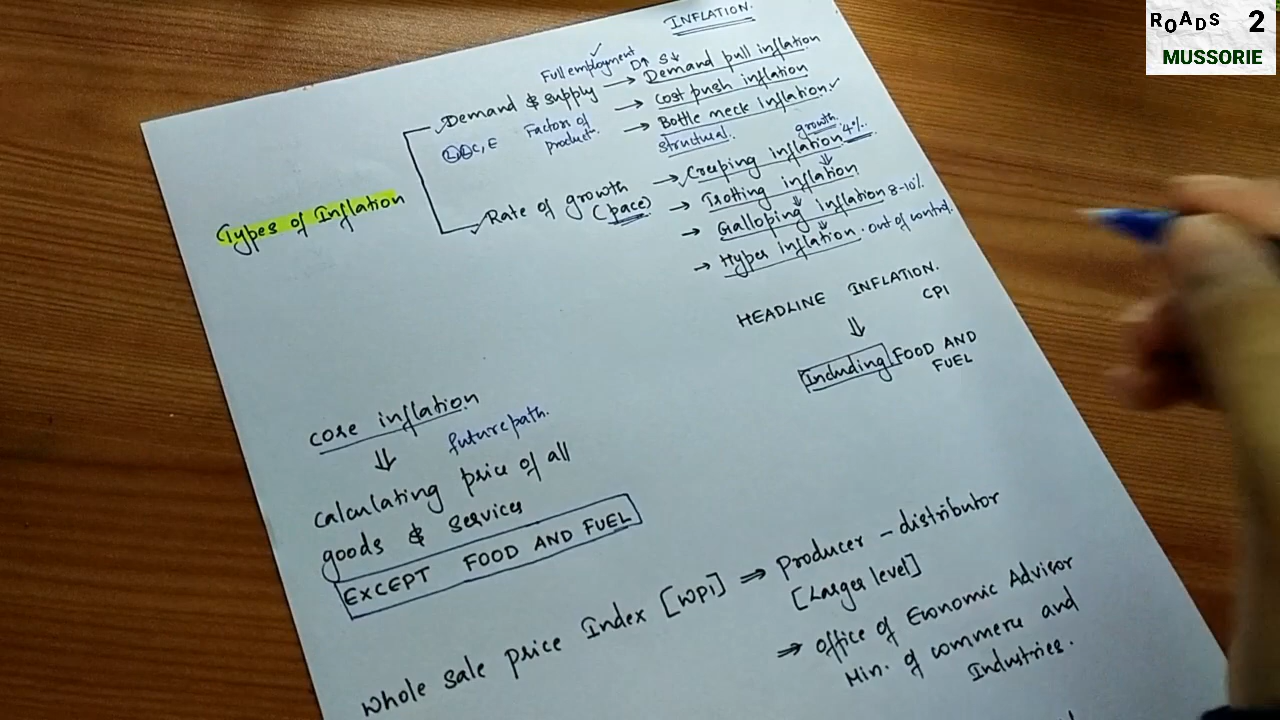 ROADS 2
MUSSORIE
INFLATION.
Full employment D↑ S↓
Demand & supply → Demand pull inflation
→ Cost push inflation
→ Bottle neck Inflation.
structural.
L, L, C, E Factors of product.
Types of Inflation
growth
Rate of growth → Creeping inflation 4%.
(pace) → Trotting inflation
→ Galloping inflation 8-10%.
→ Hyper inflation. out of control.
HEADLINE INFLATION.
CPI
⇓
Including FOOD AND
FUEL
core inflation
⇓ future path.
calculating price of all
goods & services
EXCEPT FOOD AND FUEL
whole sale price Index [WPI] ⇒ Producer - distributor
[Larger level]
⇒ office of Economic Advisor
Min. of commerce and
Industries.